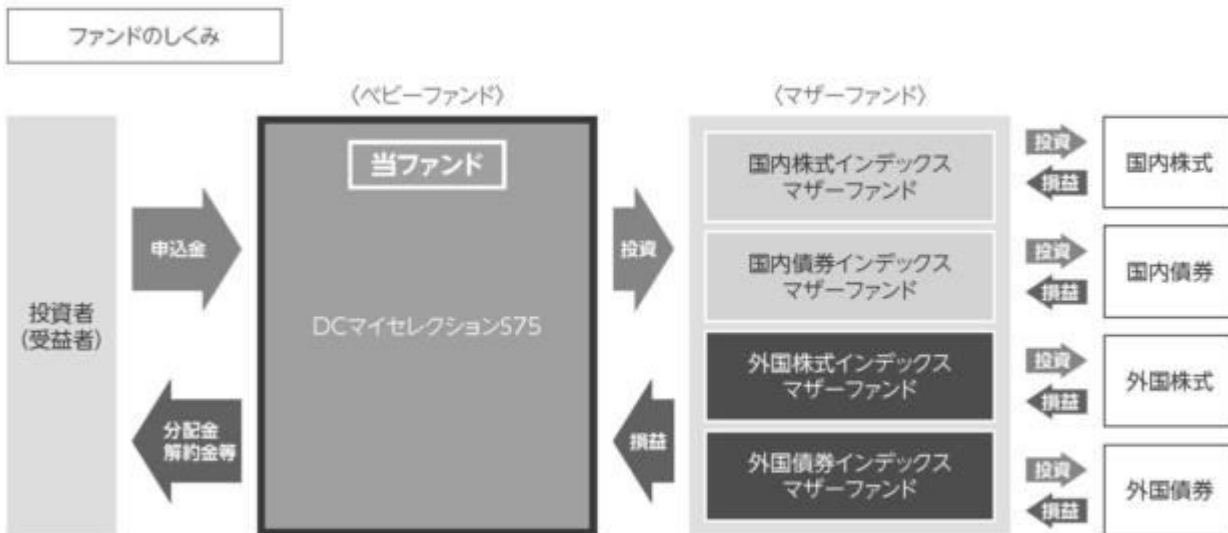 ファンドのしくみ
〈ベビーファンド〉
〈マザーファンド〉
投資者
(受益者)
申込金
分配金
解約金等
当ファンド
DCマイセレクションS75
投資
損益
国内株式インデックス
マザーファンド
国内債券インデックス
マザーファンド
外国株式インデックス
マザーファンド
外国債券インデックス
マザーファンド
投資
損益
国内株式
投資
損益
国内債券
投資
損益
外国株式
投資
損益
外国債券